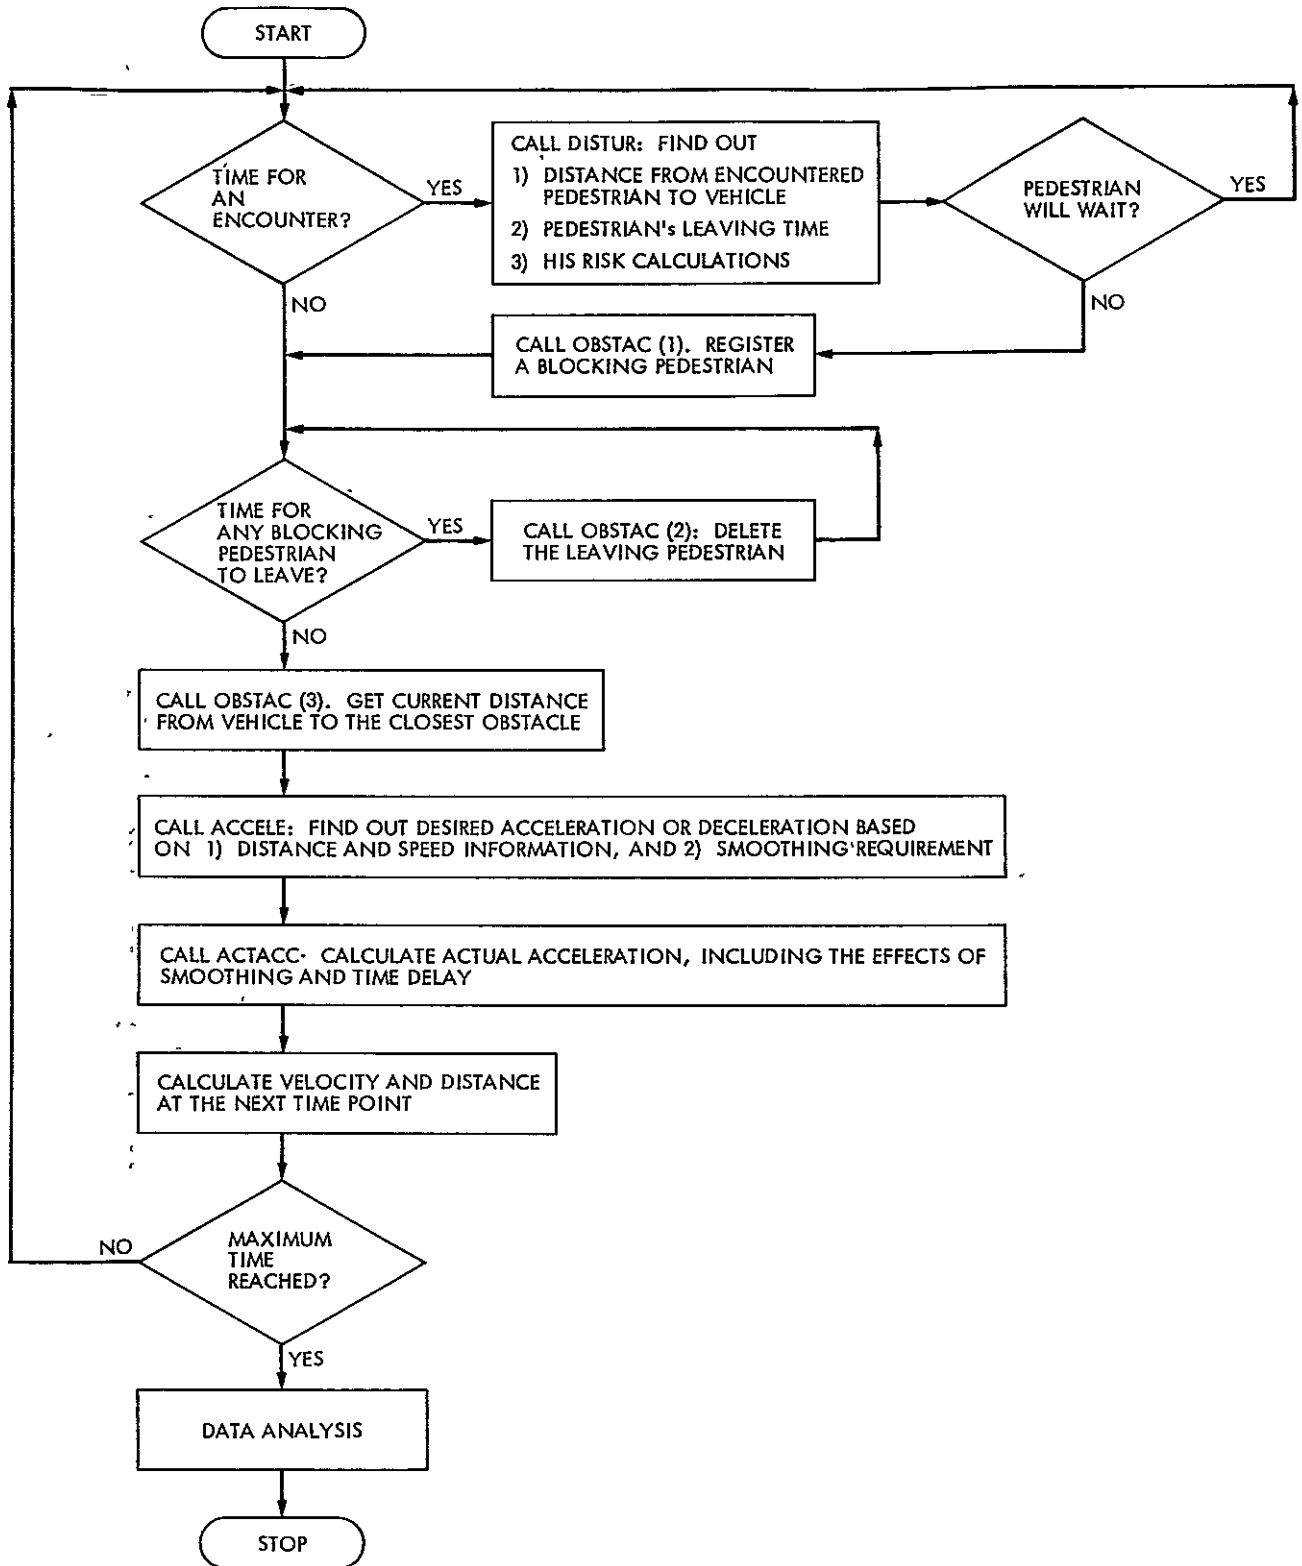 START
TIME FOR
AN
ENCOUNTER?
YES
CALL DISTUR: FIND OUT
1) DISTANCE FROM ENCOUNTERED
PEDESTRIAN TO VEHICLE
2) PEDESTRIAN's LEAVING TIME
3) HIS RISK CALCULATIONS
PEDESTRIAN
WILL WAIT?
YES
NO
NO
CALL OBSTAC (1). REGISTER
A BLOCKING PEDESTRIAN
TIME FOR
ANY BLOCKING
PEDESTRIAN
TO LEAVE?
YES
CALL OBSTAC (2): DELETE
THE LEAVING PEDESTRIAN
NO
CALL OBSTAC (3). GET CURRENT DISTANCE
FROM VEHICLE TO THE CLOSEST OBSTACLE
CALL ACCELE: FIND OUT DESIRED ACCELERATION OR DECELERATION BASED
ON 1) DISTANCE AND SPEED INFORMATION, AND 2) SMOOTHING REQUIREMENT
CALL ACTACC· CALCULATE ACTUAL ACCELERATION, INCLUDING THE EFFECTS OF
SMOOTHING AND TIME DELAY
CALCULATE VELOCITY AND DISTANCE
AT THE NEXT TIME POINT
NO
MAXIMUM
TIME
REACHED?
YES
DATA ANALYSIS
STOP